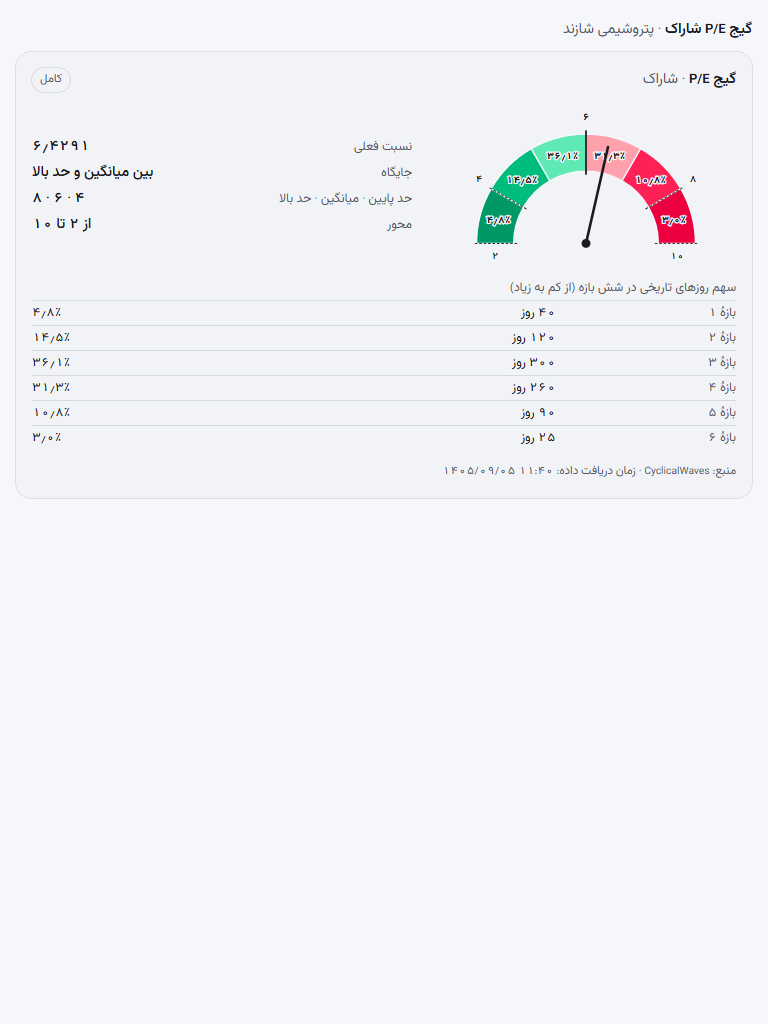 گیج P/E شاراک · پتروشیمی شازند
گیج P/E · شاراک
کامل
۶
۳۶٫۱٪
۳۱٫۳٪
۴
۱۴٫۵٪
۱۰٫۸٪
۸
۴٫۸٪
۳٫۰٪
۲
۱۰
نسبت فعلی ۶٫۴۲۹۱
جایگاه بین میانگین و حد بالا
حد پایین · میانگین · حد بالا ۴ · ۶ · ۸
محور از ۲ تا ۱۰
سهم روزهای تاریخی در شش بازه (از کم به زیاد)
بازهٔ ۱ ۴۰ روز ۴٫۸٪
بازهٔ ۲ ۱۲۰ روز ۱۴٫۵٪
بازهٔ ۳ ۳۰۰ روز ۳۶٫۱٪
بازهٔ ۴ ۲۶۰ روز ۳۱٫۳٪
بازهٔ ۵ ۹۰ روز ۱۰٫۸٪
بازهٔ ۶ ۲۵ روز ۳٫۰٪
منبع: CyclicalWaves · زمان دریافت داده: ۱۴۰۵/۰۹/۰۵ ۱۱:۴۰